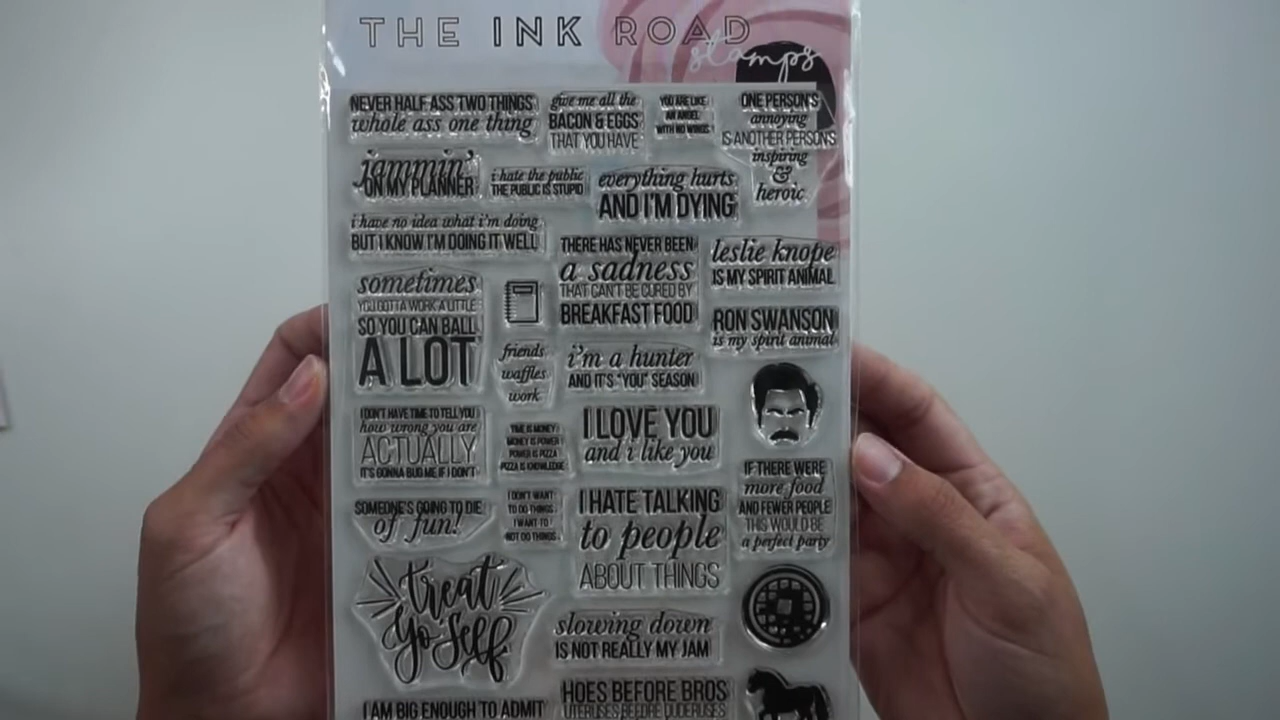 THE INK ROAD
stamps
NEVER HALF ASS TWO THINGS
whole ass one thing
give me all the
BACON & EGGS
THAT YOU HAVE
YOU ARE LIKE
AN ANGEL
WITH NO WINGS
ONE PERSON'S
annoying
IS ANOTHER PERSON'S
inspiring
&
heroic
jammin'
ON MY PLANNER
i hate the public
THE PUBLIC IS STUPID
everything hurts
AND I'M DYING
i have no idea what i'm doing
BUT I KNOW I'M DOING IT WELL
THERE HAS NEVER BEEN
a sadness
THAT CAN'T BE CURED BY
BREAKFAST FOOD
leslie knope
IS MY SPIRIT ANIMAL
sometimes
YOU GOTTA WORK A LITTLE
SO YOU CAN BALL
A LOT
RON SWANSON
is my spirit animal
friends
waffles
work
i'm a hunter
AND IT'S "YOU" SEASON
I DON'T HAVE TIME TO TELL YOU
how wrong you are
ACTUALLY
IT'S GONNA BUG ME IF I DON'T
TIME IS MONEY
MONEY IS POWER
POWER IS PIZZA
PIZZA IS KNOWLEDGE
I LOVE YOU
and i like you
IF THERE WERE
more food
AND FEWER PEOPLE
THIS WOULD BE
a perfect party
SOMEONE'S GOING TO DIE
of fun!
I DON'T WANT
TO DO THINGS
I WANT TO
NOT DO THINGS
I HATE TALKING
to people
ABOUT THINGS
treat
yo self
slowing down
IS NOT REALLY MY JAM
I AM BIG ENOUGH TO ADMIT
HOES BEFORE BROS
UTERUSES BEFORE DUDERUSES